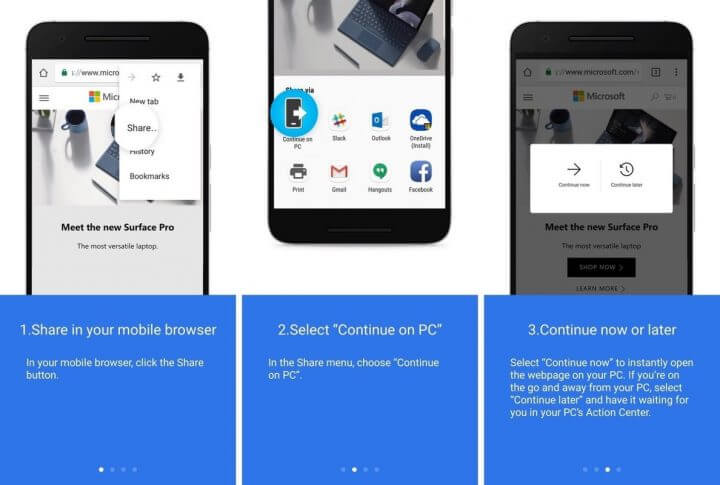 ://www.micro
New tab
Share..
History
Bookmarks
Meet the new Surface Pro
The most versatile laptop.
1.Share in your mobile browser
In your mobile browser, click the Share
button.
Share via
Continue on
PC
Slack
Outlook
OneDrive
(Install)
Print
Gmail
Hangouts
Facebook
2.Select “Continue on PC”
In the Share menu, choose “Continue
on PC”.
://www.microsoft.com/
3
Microsoft
Continue now
Continue later
Meet the new Surface Pro
The most versatile laptop
SHOP NOW >
LEARN MORE >
3.Continue now or later
Select “Continue now” to instantly open
the webpage on your PC. If you’re on
the go and away from your PC, select
“Continue later” and have it waiting for
you in your PC’s Action Center.